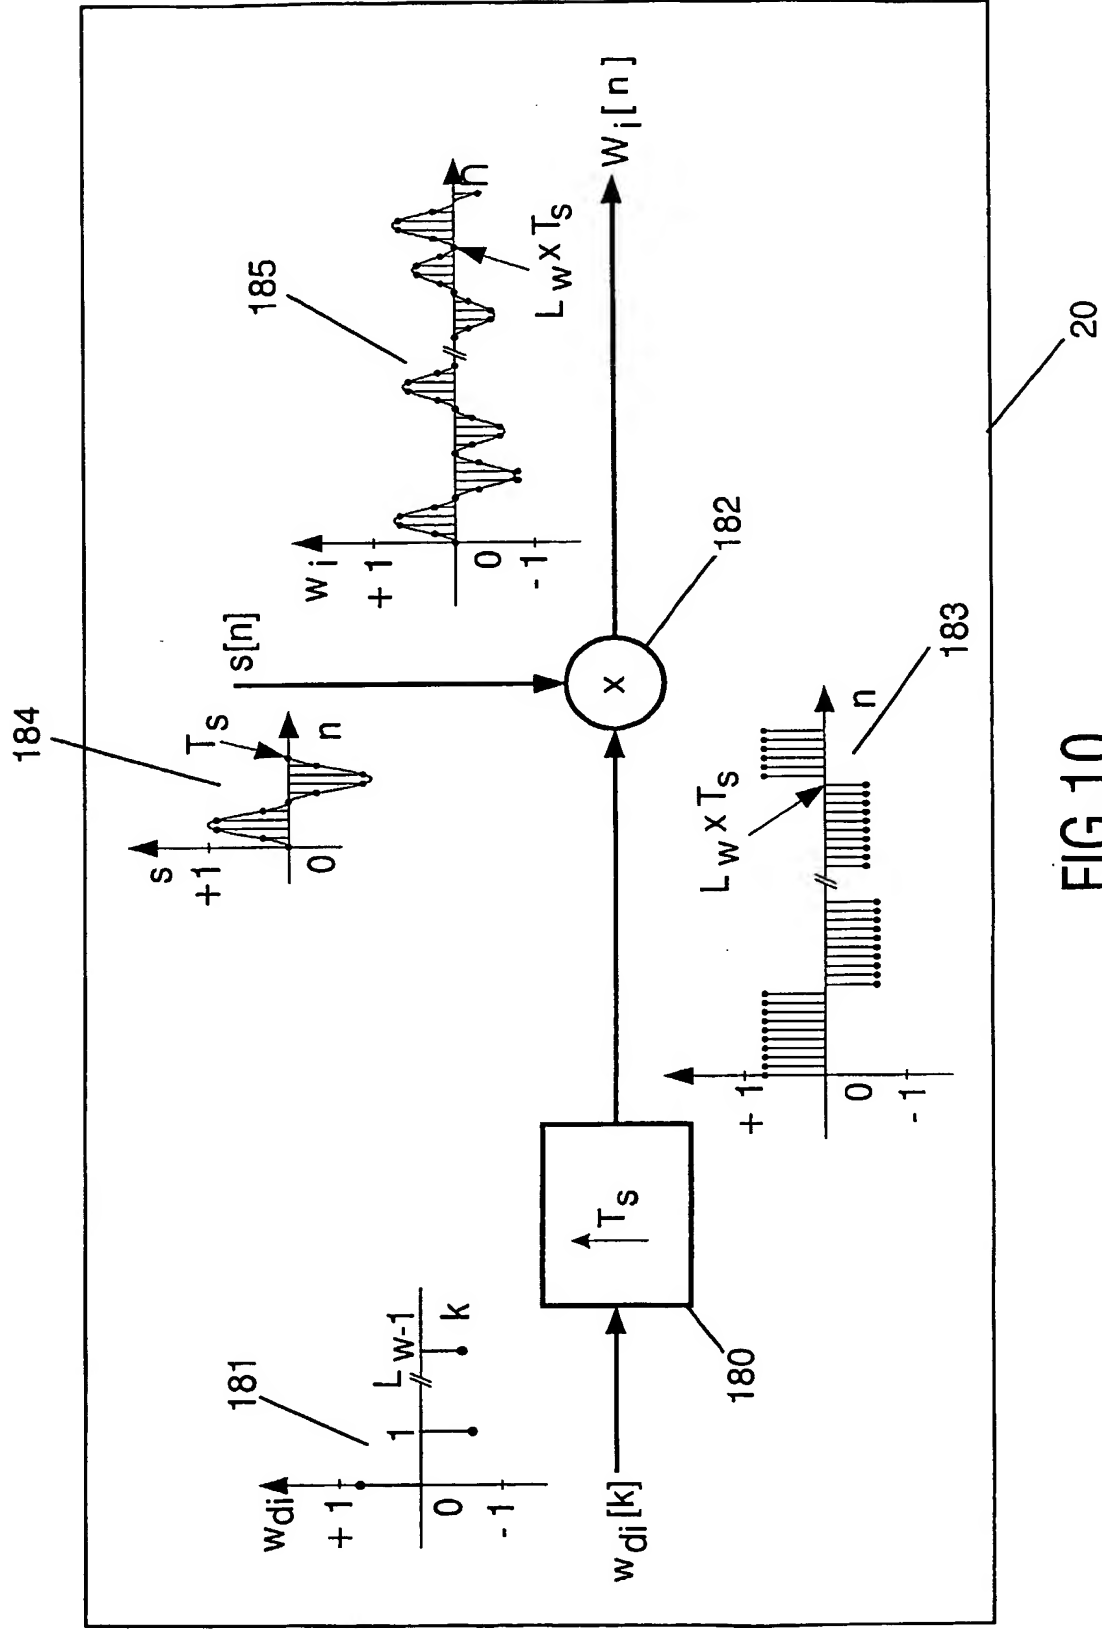 181
w_di
+1
0
-1
1
L_w-1
k
w_di[k]
T_s
180
184
s
+1
0
T_s
n
s[n]
+1
0
-1
L_w x T_s
n
183
x
182
185
w_i
+1
0
-1
n
L_w x T_s
w_i[n]
20
FIG.10